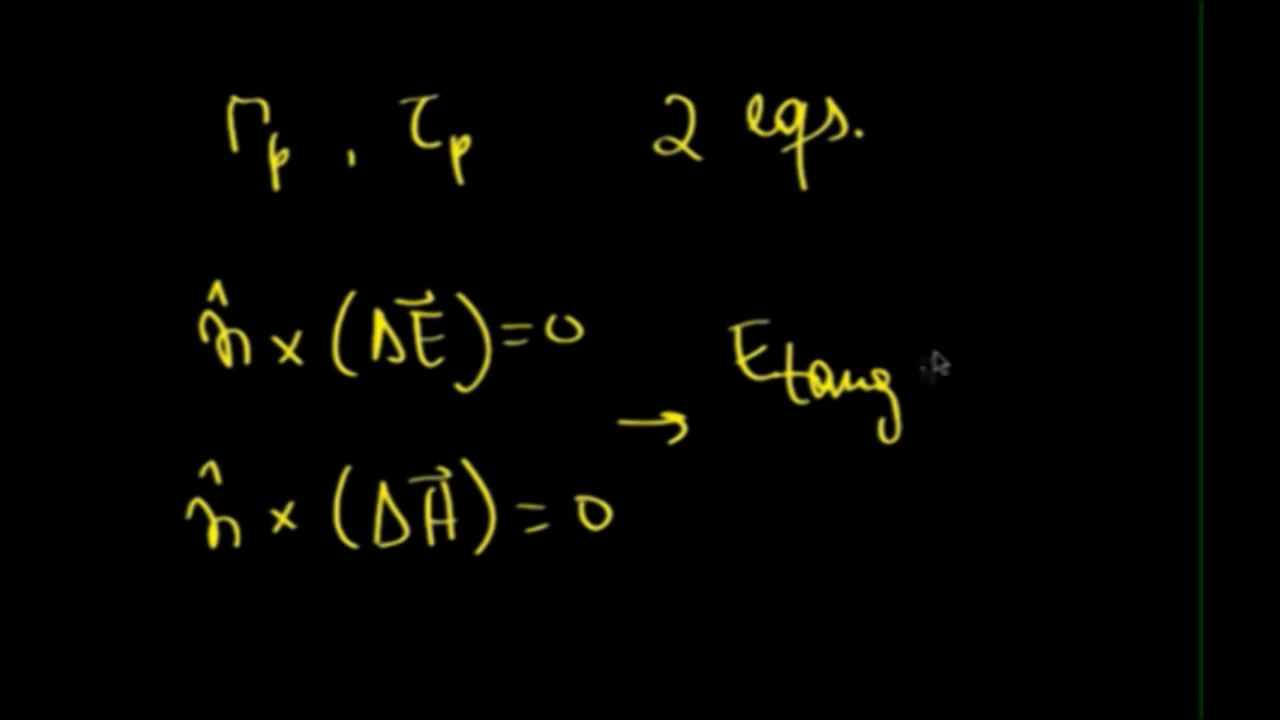 Γp , τp 2 eqs.
n̂ × (ΔE⃗) = 0
→ Etang
n̂ × (ΔH⃗) = 0